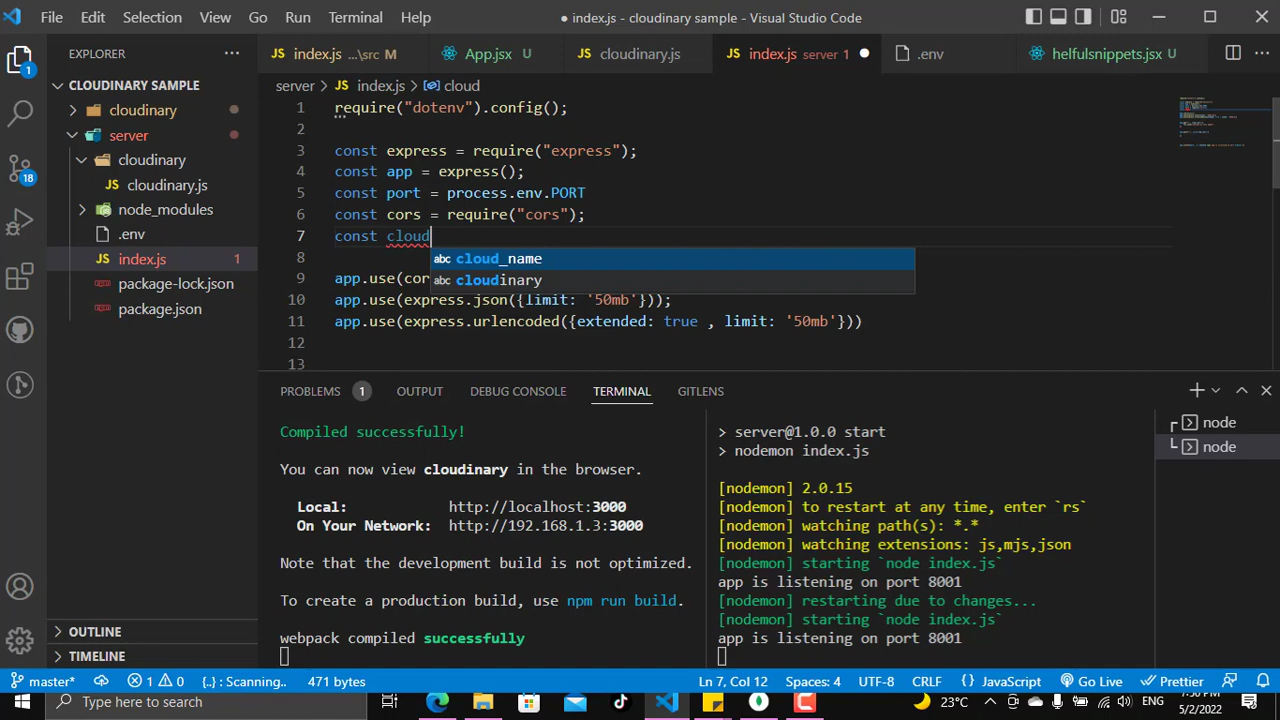 File Edit Selection View Go Run Terminal Help ● index.js - cloudinary sample - Visual Studio Code
EXPLORER
index.js ...\src M App.jsx U cloudinary.js index.js server 1 .env helfulsnippets.jsx U
CLOUDINARY SAMPLE
cloudinary
server
cloudinary
cloudinary.js
node_modules
.env
index.js 1
package-lock.json
package.json
OUTLINE
TIMELINE
1
18
server > index.js > cloud
1 require("dotenv").config();
2
3 const express = require("express");
4 const app = express();
5 const port = process.env.PORT
6 const cors = require("cors");
7 const cloud
abc cloud_name
abc cloudinary
8
9 app.use(cor
10 app.use(express.json({limit: '50mb'}));
11 app.use(express.urlencoded({extended: true , limit: '50mb'}))
12
13
PROBLEMS 1 OUTPUT DEBUG CONSOLE TERMINAL GITLENS
Compiled successfully!
You can now view cloudinary in the browser.
Local: http://localhost:3000
On Your Network: http://192.168.1.3:3000
Note that the development build is not optimized.
To create a production build, use npm run build.
webpack compiled successfully
> server@1.0.0 start
> nodemon index.js
[nodemon] 2.0.15
[nodemon] to restart at any time, enter `rs`
[nodemon] watching path(s): *.*
[nodemon] watching extensions: js,mjs,json
[nodemon] starting `node index.js`
app is listening on port 8001
[nodemon] restarting due to changes...
[nodemon] starting `node index.js`
app is listening on port 8001
node
node
master* 1 0 {..} : Scanning.. 471 bytes Ln 7, Col 12 Spaces: 4 UTF-8 CRLF {} JavaScript Go Live Prettier
Type here to search
23°C ENG
7:50 PM
5/2/2022